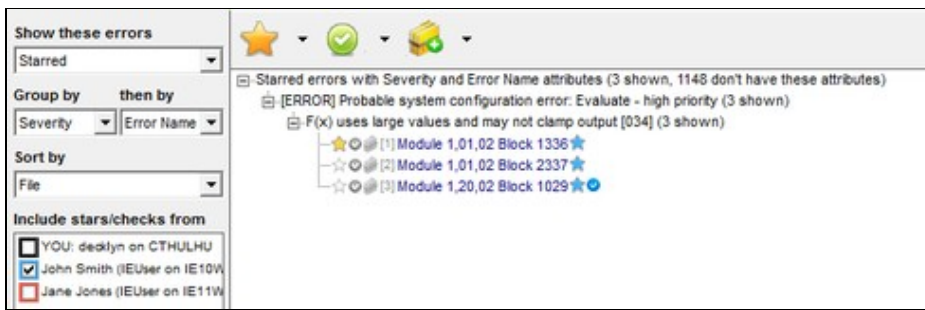 Show these errors
Starred
Group by then by
Severity Error Name
Sort by
File
Include stars/checks from
YOU: decklyn on CTHULHU
John Smith (IEUser on IE10W
Jane Jones (IEUser on IE11W
Starred errors with Severity and Error Name attributes (3 shown, 1148 don't have these attributes)
[ERROR] Probable system configuration error: Evaluate - high priority (3 shown)
F(x) uses large values and may not clamp output [034] (3 shown)
[1] Module 1,01,02 Block 1336
[2] Module 1,01,02 Block 2337
[3] Module 1,20,02 Block 1029